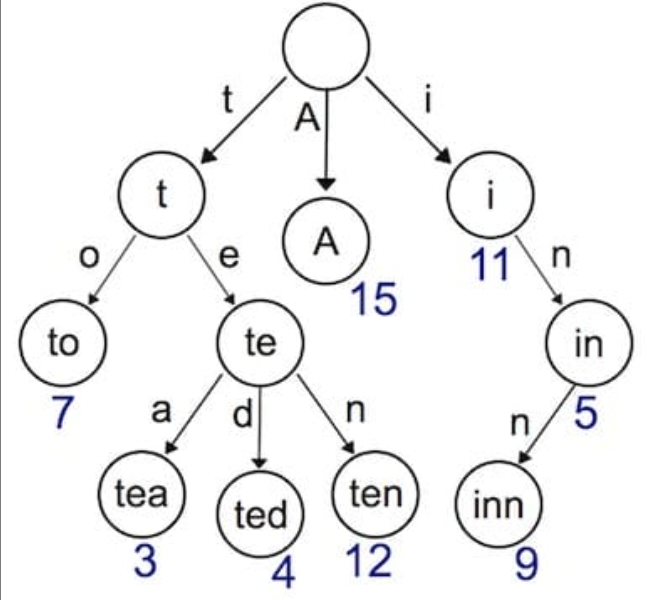 t A i
t A i
15 11
o e n
to te in
7 5
a d n n
tea ted ten inn
3 4 12 9